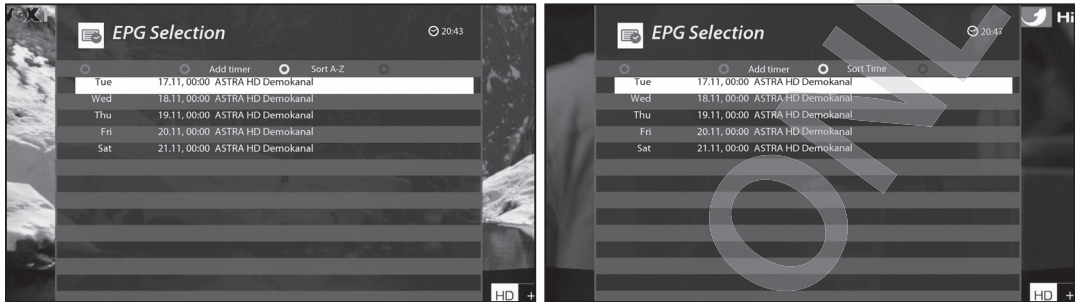 EPG Selection
20:43
Add timer Sort A-Z
Tue 17.11, 00:00 ASTRA HD Demokanal
Wed 18.11, 00:00 ASTRA HD Demokanal
Thu 19.11, 00:00 ASTRA HD Demokanal
Fri 20.11, 00:00 ASTRA HD Demokanal
Sat 21.11, 00:00 ASTRA HD Demokanal
HD +
Hi
EPG Selection
20:43
Add timer Sort Time
Tue 17.11, 00:00 ASTRA HD Demokanal
Wed 18.11, 00:00 ASTRA HD Demokanal
Thu 19.11, 00:00 ASTRA HD Demokanal
Fri 20.11, 00:00 ASTRA HD Demokanal
Sat 21.11, 00:00 ASTRA HD Demokanal
HD +